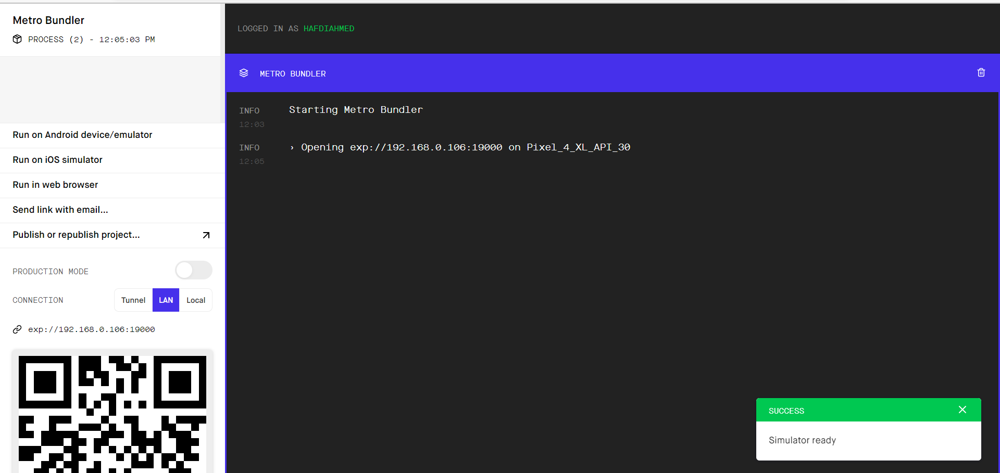 Metro Bundler
PROCESS (2) - 12:05:03 PM
Run on Android device/emulator
Run on iOS simulator
Run in web browser
Send link with email...
Publish or republish project...
PRODUCTION MODE
CONNECTION
Tunnel
LAN
Local
exp://192.168.0.106:19000
LOGGED IN AS HAFDIAHMED
METRO BUNDLER
INFO
Starting Metro Bundler
12:03
INFO
› Opening exp://192.168.0.106:19000 on Pixel_4_XL_API_30
12:05
SUCCESS
Simulator ready